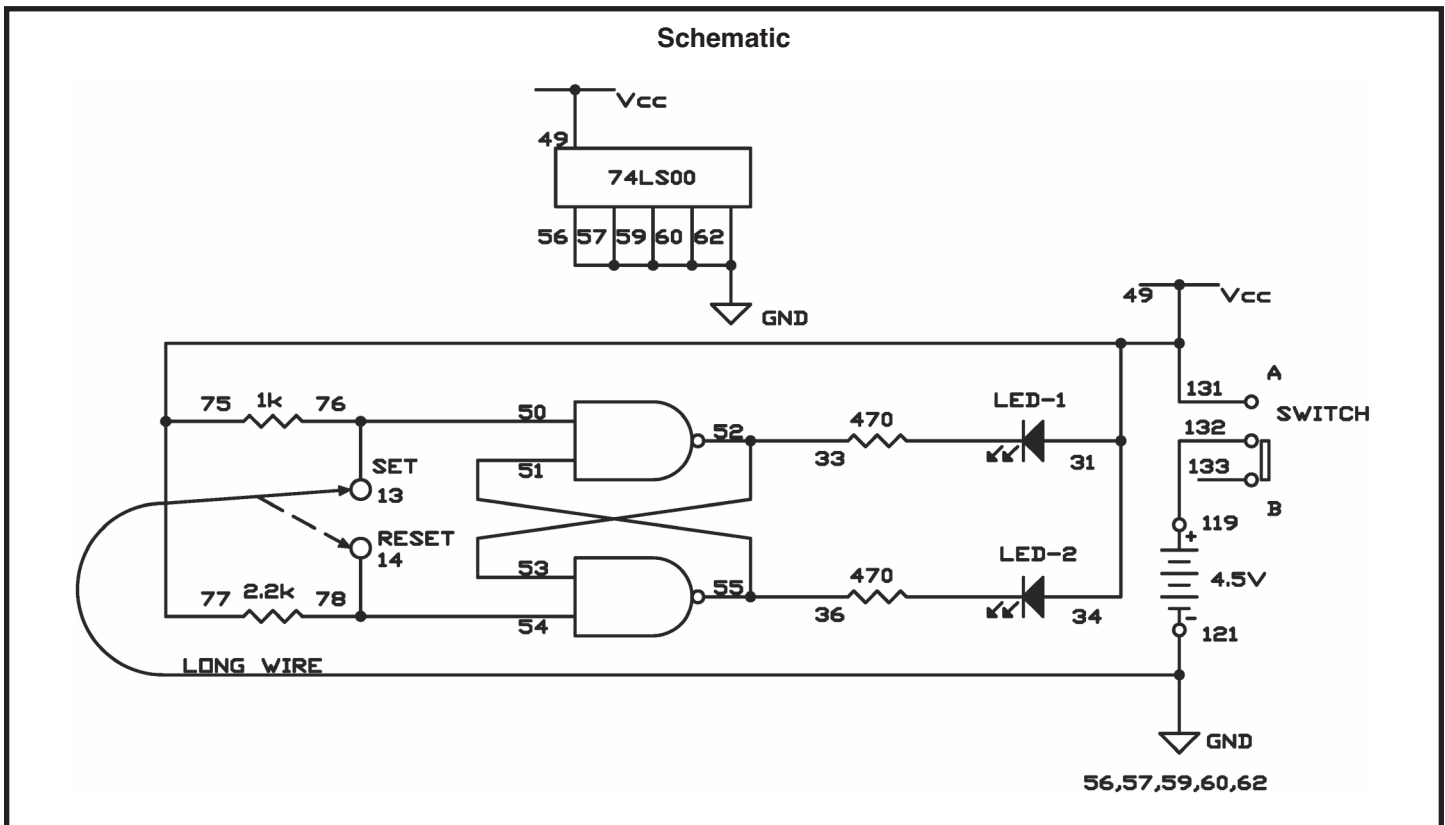 Schematic
Vcc
49
74LS00
56 57 59 60 62
GND
49 Vcc
A
131
SWITCH
132
133
B
75 1k 76
50
51
52
470
33
LED-1
31
SET
13
RESET
14
77 2.2k 78
53
54
55
470
36
LED-2
34
119
+
4.5V
-
121
LONG WIRE
GND
56,57,59,60,62